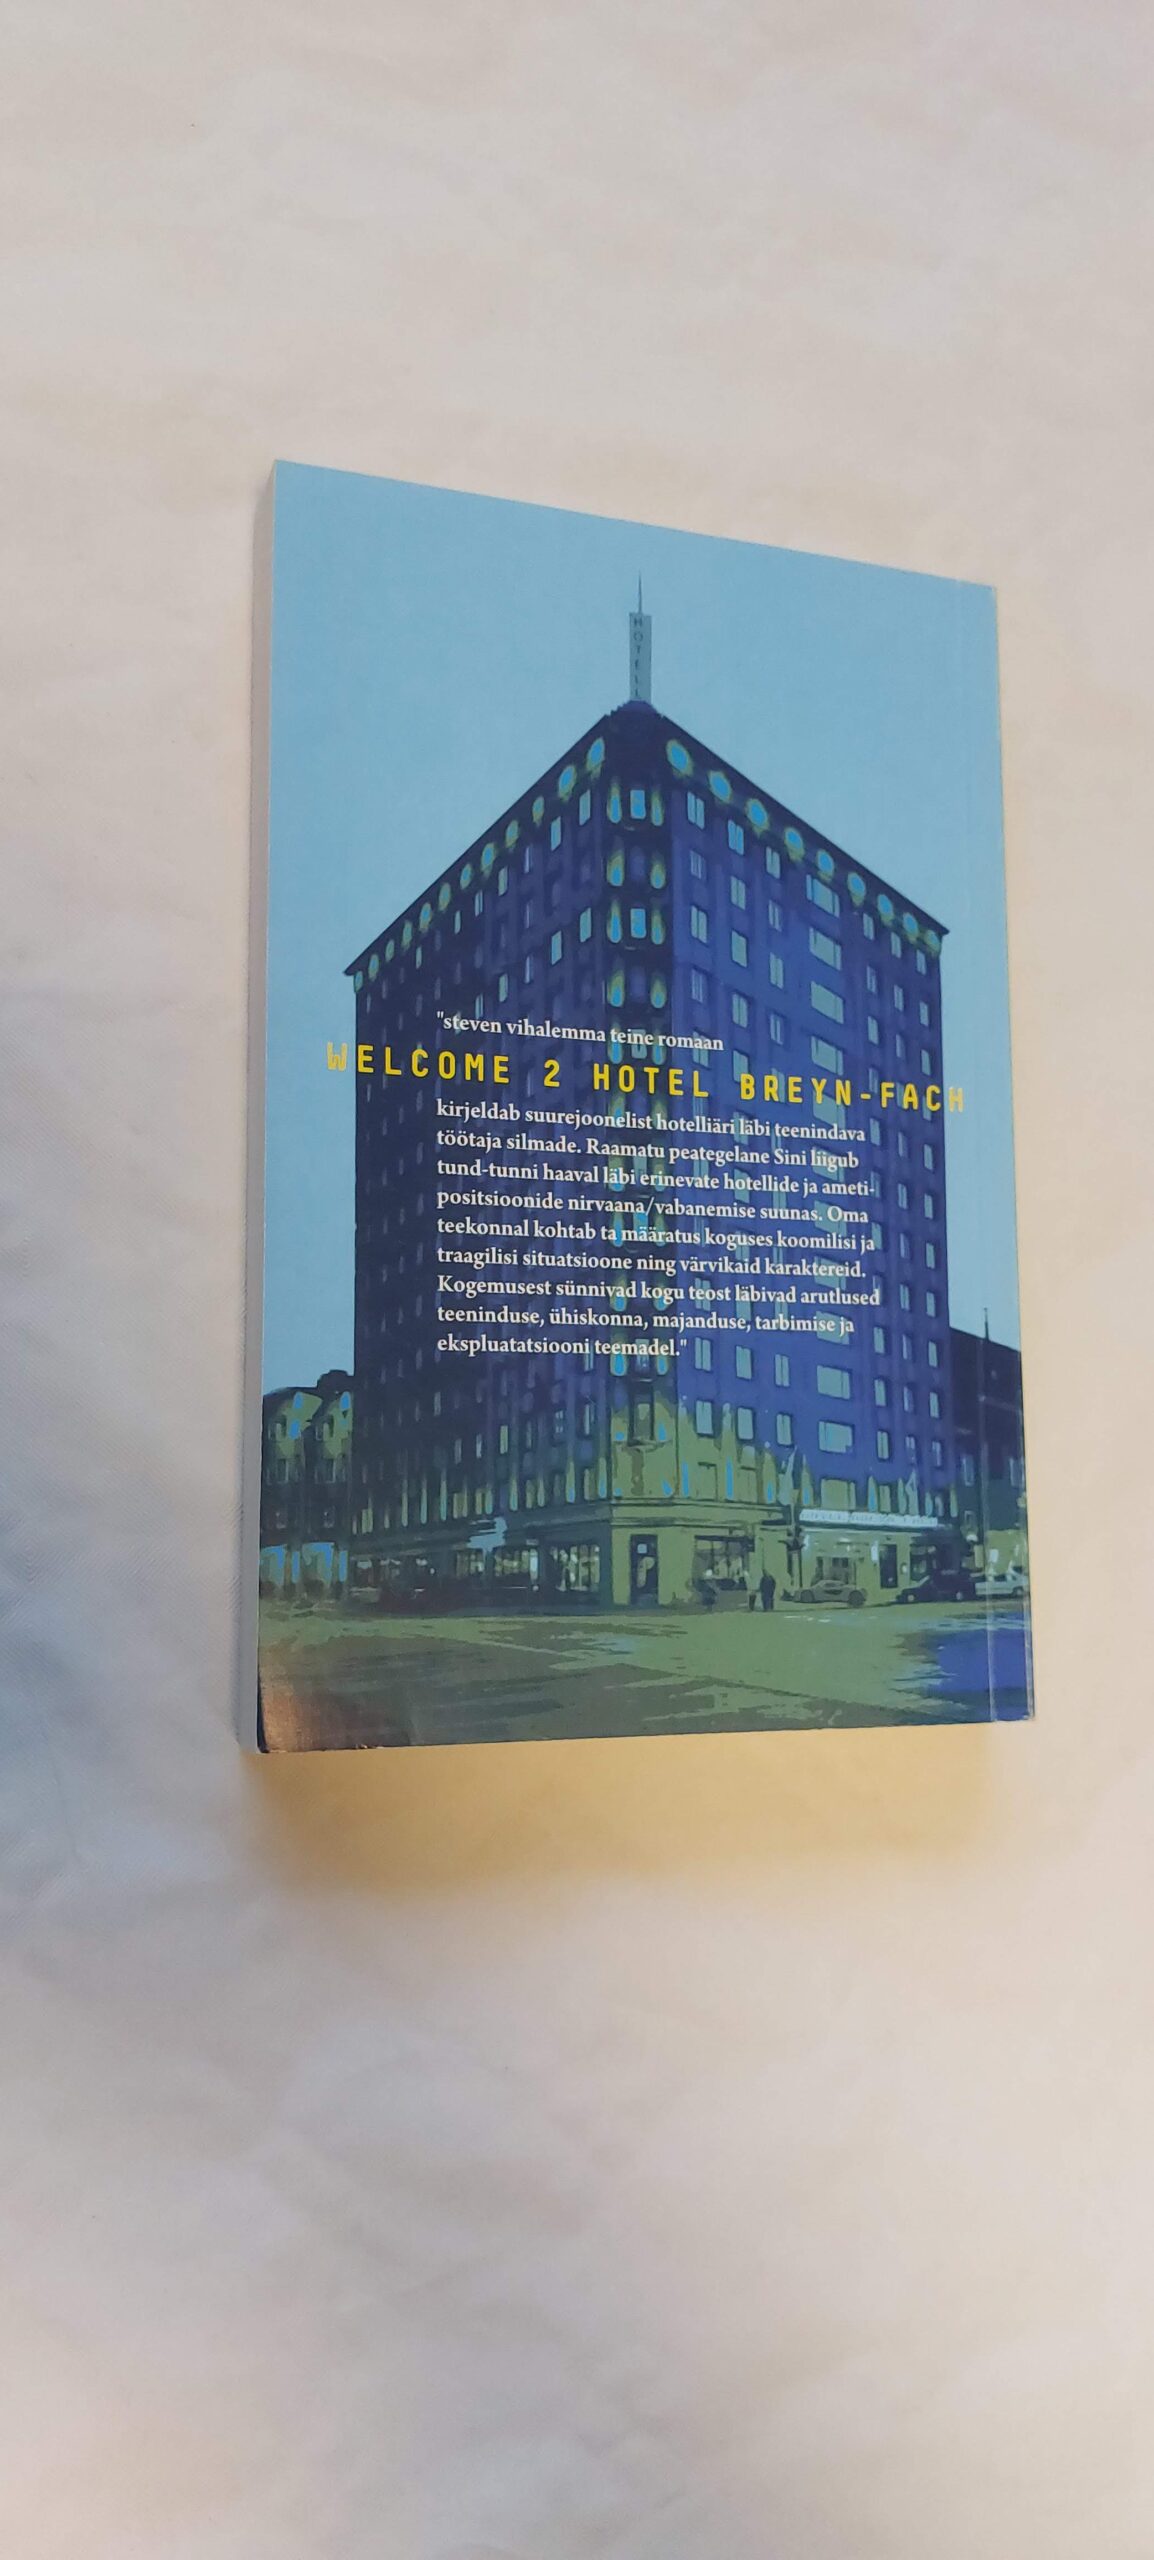 HOTELL
"steven vihalemma teine romaan
WELCOME 2 HOTEL BREYN-FACH
kirjeldab suurejoonelist hotelliäri läbi teenindava
töötaja silmade. Raamatu peategelane Sini liigub
tund-tunni haaval läbi erinevate hotellide ja ameti-
positsioonide nirvaana/vabanemise suunas. Oma
teekonnal kohtab ta määratus koguses koomilisi ja
traagilisi situatsioone ning värvikaid karaktereid.
Kogemusest sünnivad kogu teost läbivad arutlused
teeninduse, ühiskonna, majanduse, tarbimise ja
ekspluatatsiooni teemadel."